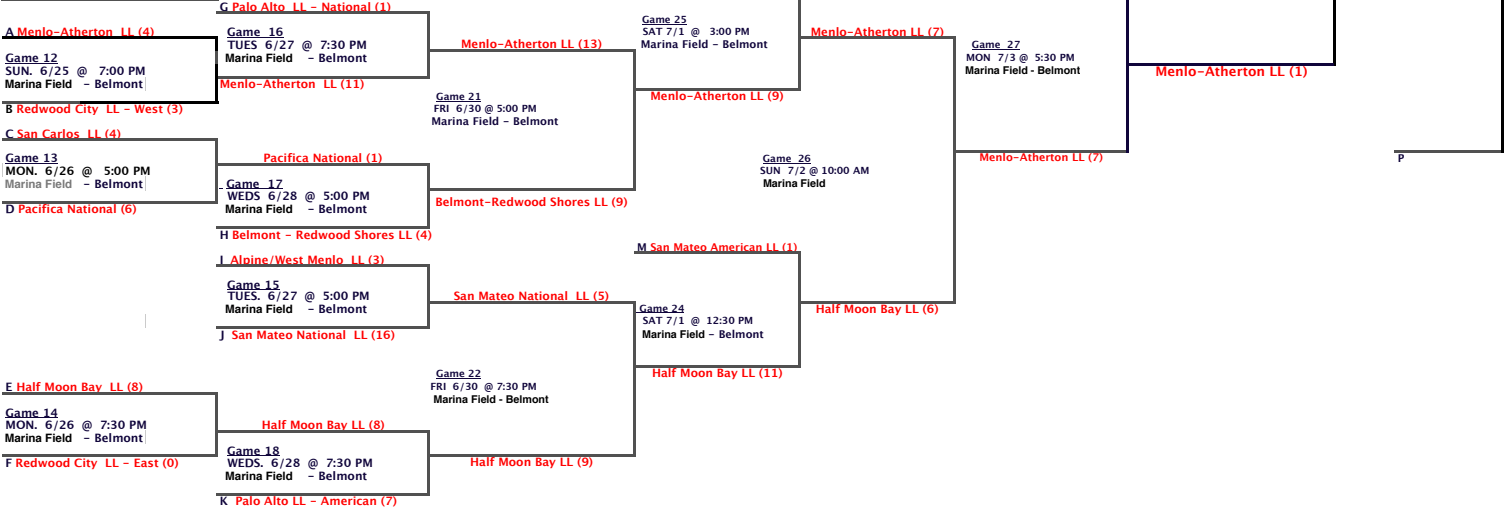 G Palo Alto LL - National (1)
A Menlo-Atherton LL (4)
Game 12
SUN. 6/25 @ 7:00 PM
Marina Field - Belmont
B Redwood City LL - West (3)
C San Carlos LL (4)
Game 13
MON. 6/26 @ 5:00 PM
Marina Field - Belmont
D Pacifica National (6)
E Half Moon Bay LL (8)
Game 14
MON. 6/26 @ 7:30 PM
Marina Field - Belmont
F Redwood City LL - East (0)
Game 16
TUES 6/27 @ 7:30 PM
Marina Field - Belmont
Menlo-Atherton LL (11)
Pacifica National (1)
Game 17
WEDS 6/28 @ 5:00 PM
Marina Field - Belmont
H Belmont - Redwood Shores LL (4)
I Alpine/West Menlo LL (3)
Game 15
TUES. 6/27 @ 5:00 PM
Marina Field - Belmont
J San Mateo National LL (16)
Half Moon Bay LL (8)
Game 18
WEDS. 6/28 @ 7:30 PM
Marina Field - Belmont
K Palo Alto LL - American (7)
Menlo-Atherton LL (13)
Game 21
FRI 6/30 @ 5:00 PM
Marina Field - Belmont
Belmont-Redwood Shores LL (9)
San Mateo National LL (5)
Game 22
FRI 6/30 @ 7:30 PM
Marina Field - Belmont
Half Moon Bay LL (9)
Game 25
SAT 7/1 @ 3:00 PM
Marina Field - Belmont
Menlo-Atherton LL (9)
M San Mateo American LL (1)
Game 24
SAT 7/1 @ 12:30 PM
Marina Field - Belmont
Half Moon Bay LL (11)
Menlo-Atherton LL (7)
Game 26
SUN 7/2 @ 10:00 AM
Marina Field
Half Moon Bay LL (6)
Game 27
MON 7/3 @ 5:30 PM
Marina Field - Belmont
Menlo-Atherton LL (7)
Menlo-Atherton LL (1)
P